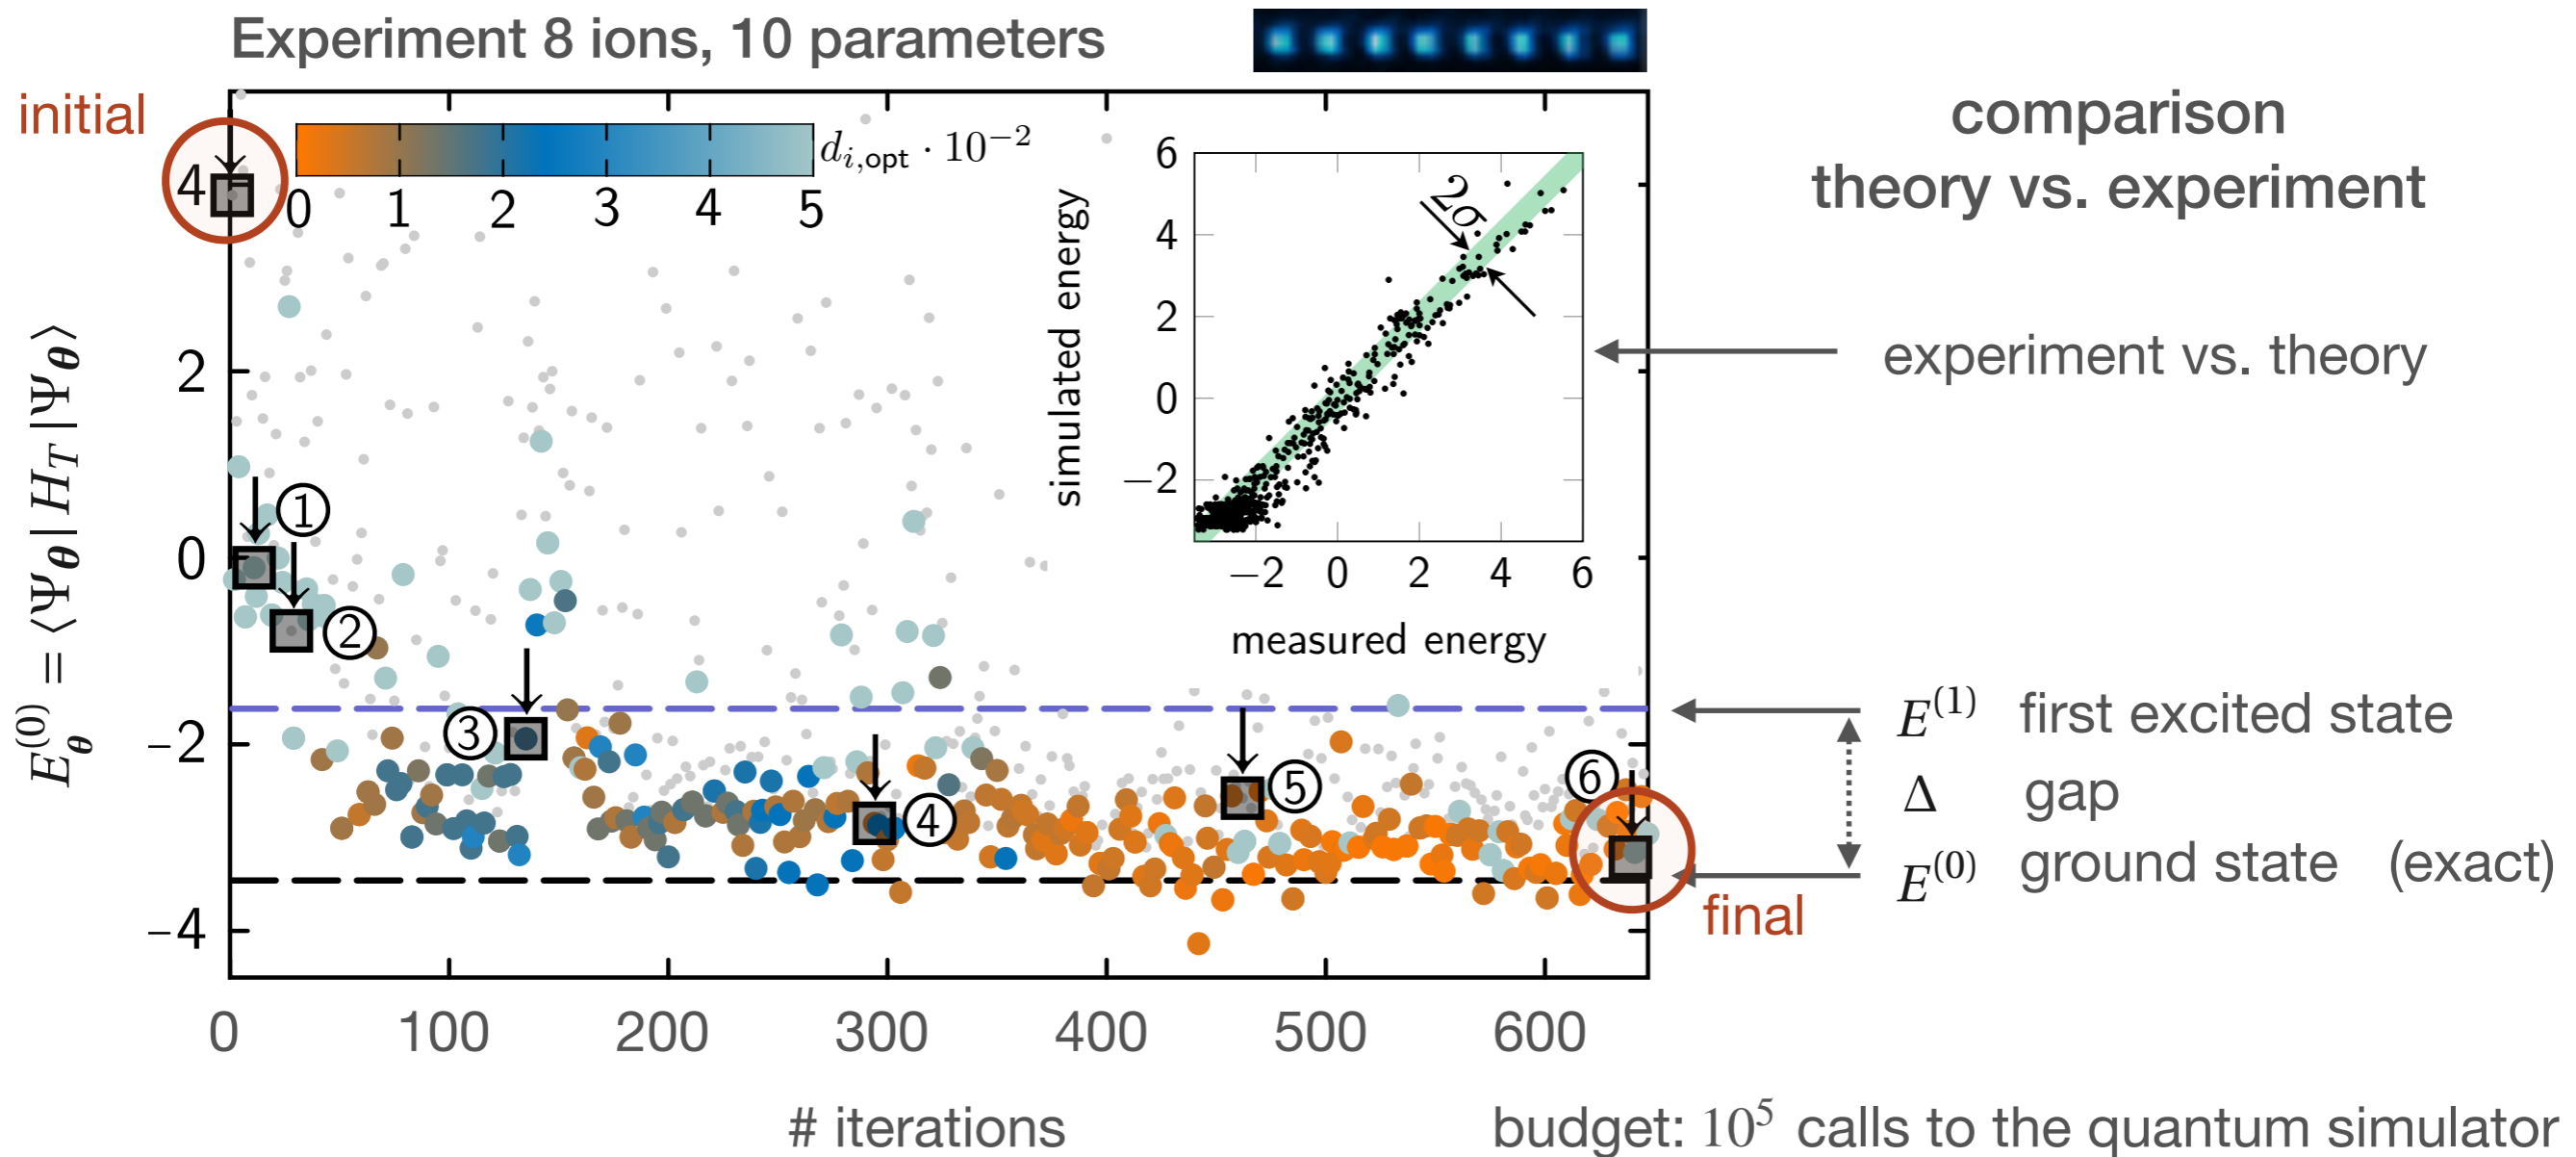 Experiment 8 ions, 10 parameters
initial
comparison
theory vs. experiment
d_{i,opt} · 10^{−2}
0 1 2 3 4 5
E_θ^{(0)} = ⟨Ψ_θ| H_T |Ψ_θ⟩
4
2
0
−2
−4
①
②
③
④
⑤
⑥
simulated energy
6
4
2
0
−2
2σ
−2 0 2 4 6
measured energy
experiment vs. theory
E^{(1)} first excited state
Δ gap
E^{(0)} ground state (exact)
final
0 100 200 300 400 500 600
# iterations
budget: 10^5 calls to the quantum simulator